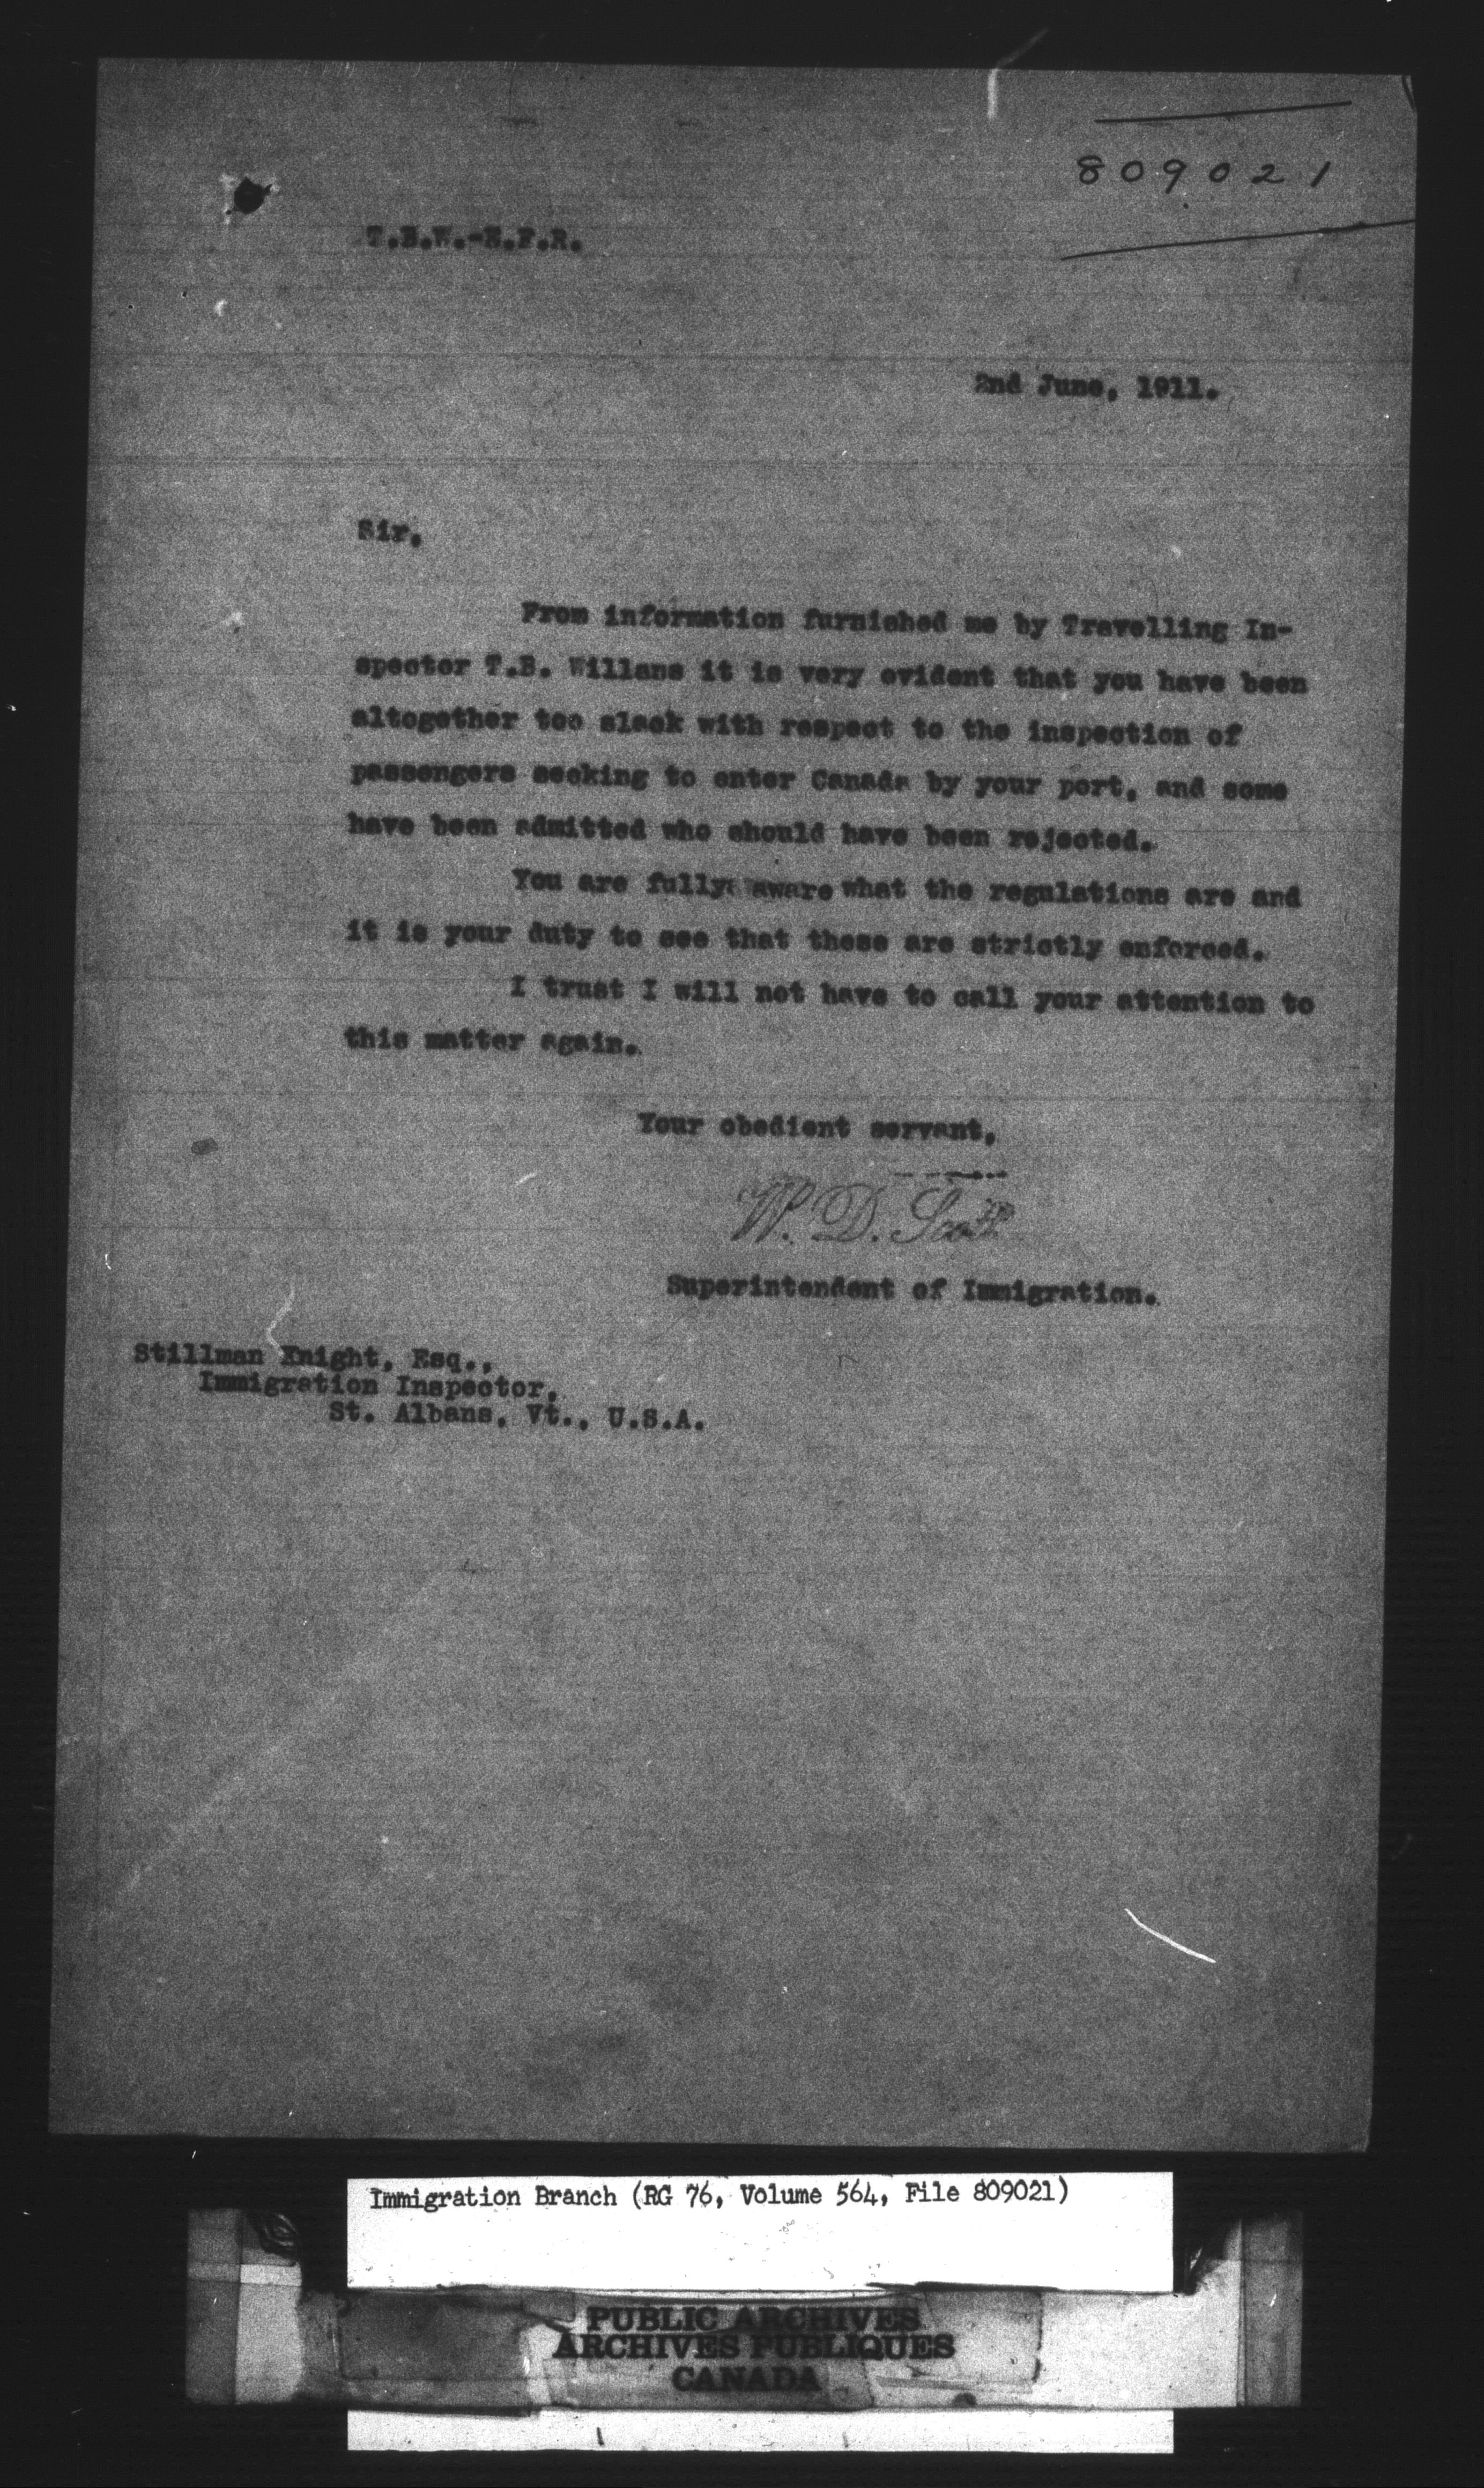 809021
T.B.W.-E.F.R.
2nd June, 1911.
Sir,
From information furnished me by Travelling In-
spector T.B. Willans it is very evident that you have been
altogether too slack with respect to the inspection of
passengers seeking to enter Canada by your port, and some
have been admitted who should have been rejected.
You are fully aware what the regulations are and
it is your duty to see that these are strictly enforced.
I trust I will not have to call your attention to
this matter again.
Your obedient servant,
W. D. Scott
Superintendent of Immigration.
Stillman Knight, Esq.,
Immigration Inspector,
St. Albans, Vt., U.S.A.
Immigration Branch (RG 76, Volume 564, File 809021)
PUBLIC ARCHIVES
ARCHIVES PUBLIQUES
CANADA